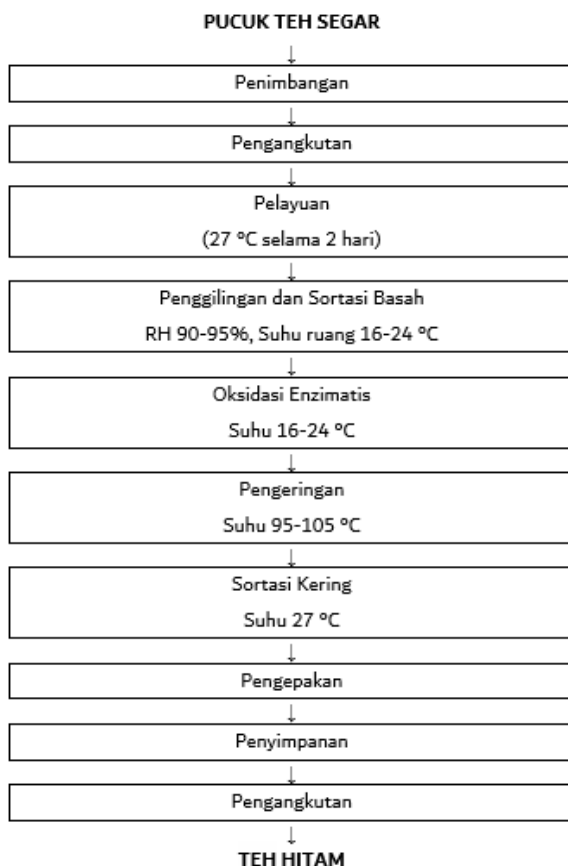 PUCUK TEH SEGAR
↓
Penimbangan
↓
Pengangkutan
↓
Pelayuan
(27 °C selama 2 hari)
↓
Penggilingan dan Sortasi Basah
RH 90-95%, Suhu ruang 16-24 °C
↓
Oksidasi Enzimatis
Suhu 16-24 °C
↓
Pengeringan
Suhu 95-105 °C
↓
Sortasi Kering
Suhu 27 °C
↓
Pengepakan
↓
Penyimpanan
↓
Pengangkutan
↓
TEH HITAM